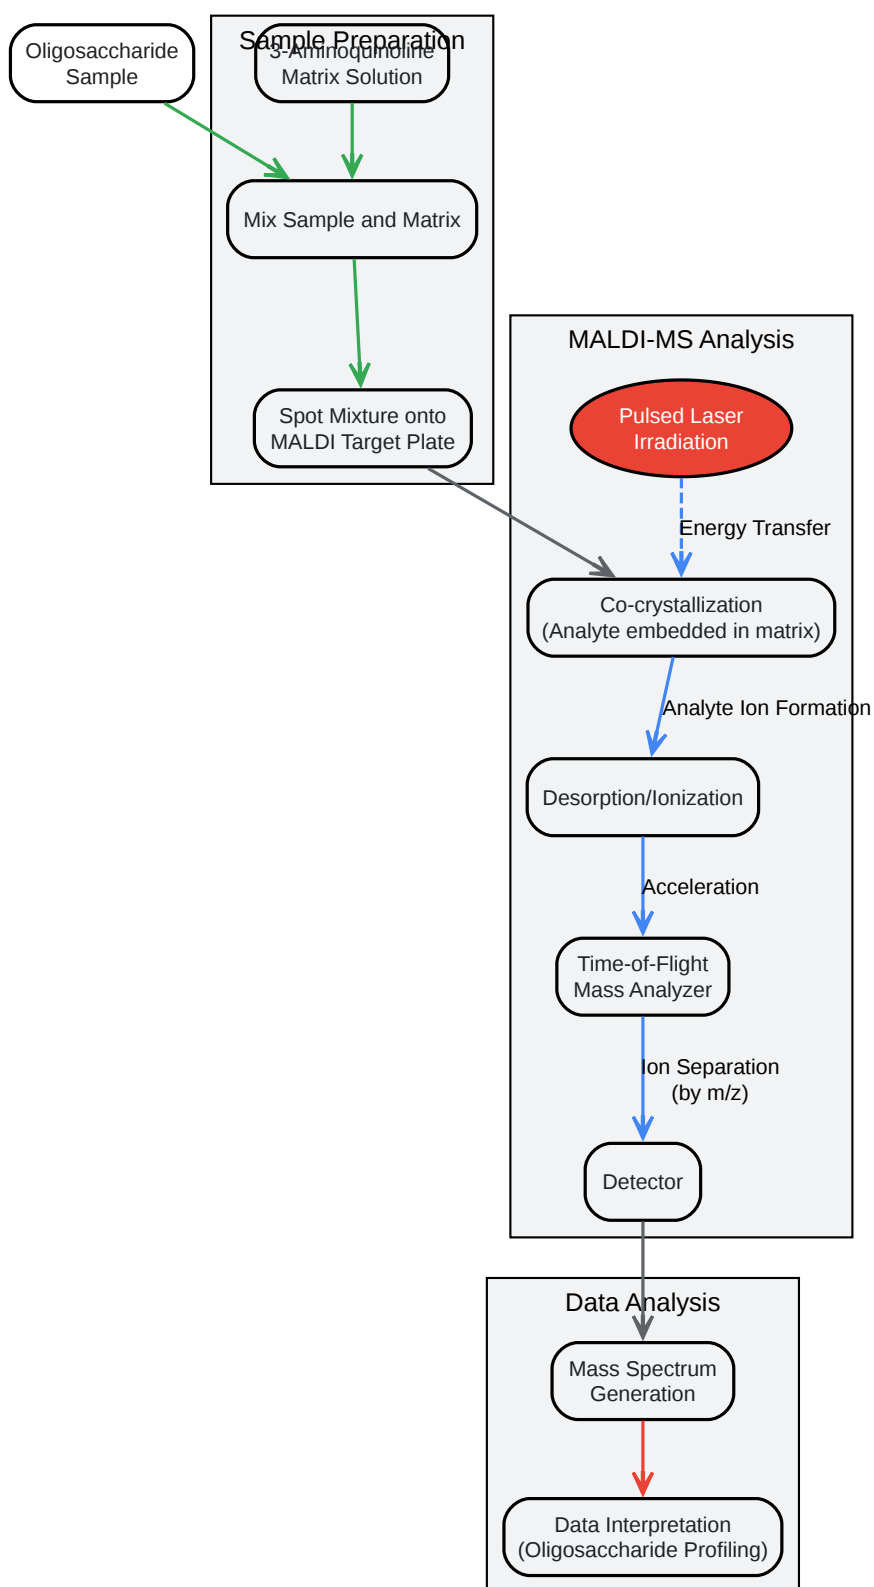 Sample Preparation
Oligosaccharide
Sample
3-Aminoquinoline
Matrix Solution
Mix Sample and Matrix
Spot Mixture onto
MALDI Target Plate
MALDI-MS Analysis
Pulsed Laser
Irradiation
Energy Transfer
Co-crystallization
(Analyte embedded in matrix)
Analyte Ion Formation
Desorption/Ionization
Acceleration
Time-of-Flight
Mass Analyzer
Ion Separation
(by m/z)
Detector
Data Analysis
Mass Spectrum
Generation
Data Interpretation
(Oligosaccharide Profiling)